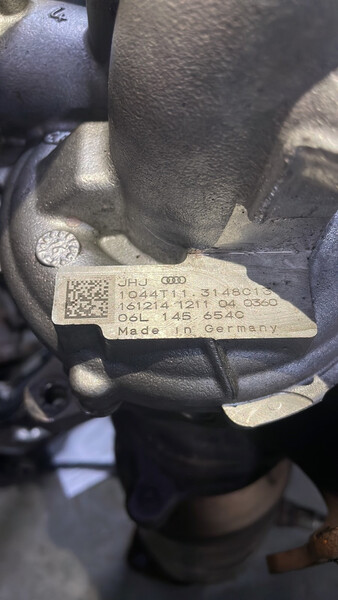 JHJ
1044T11.3148C13
161214 1211 04 0360
06L 145 654C
Made in Germany